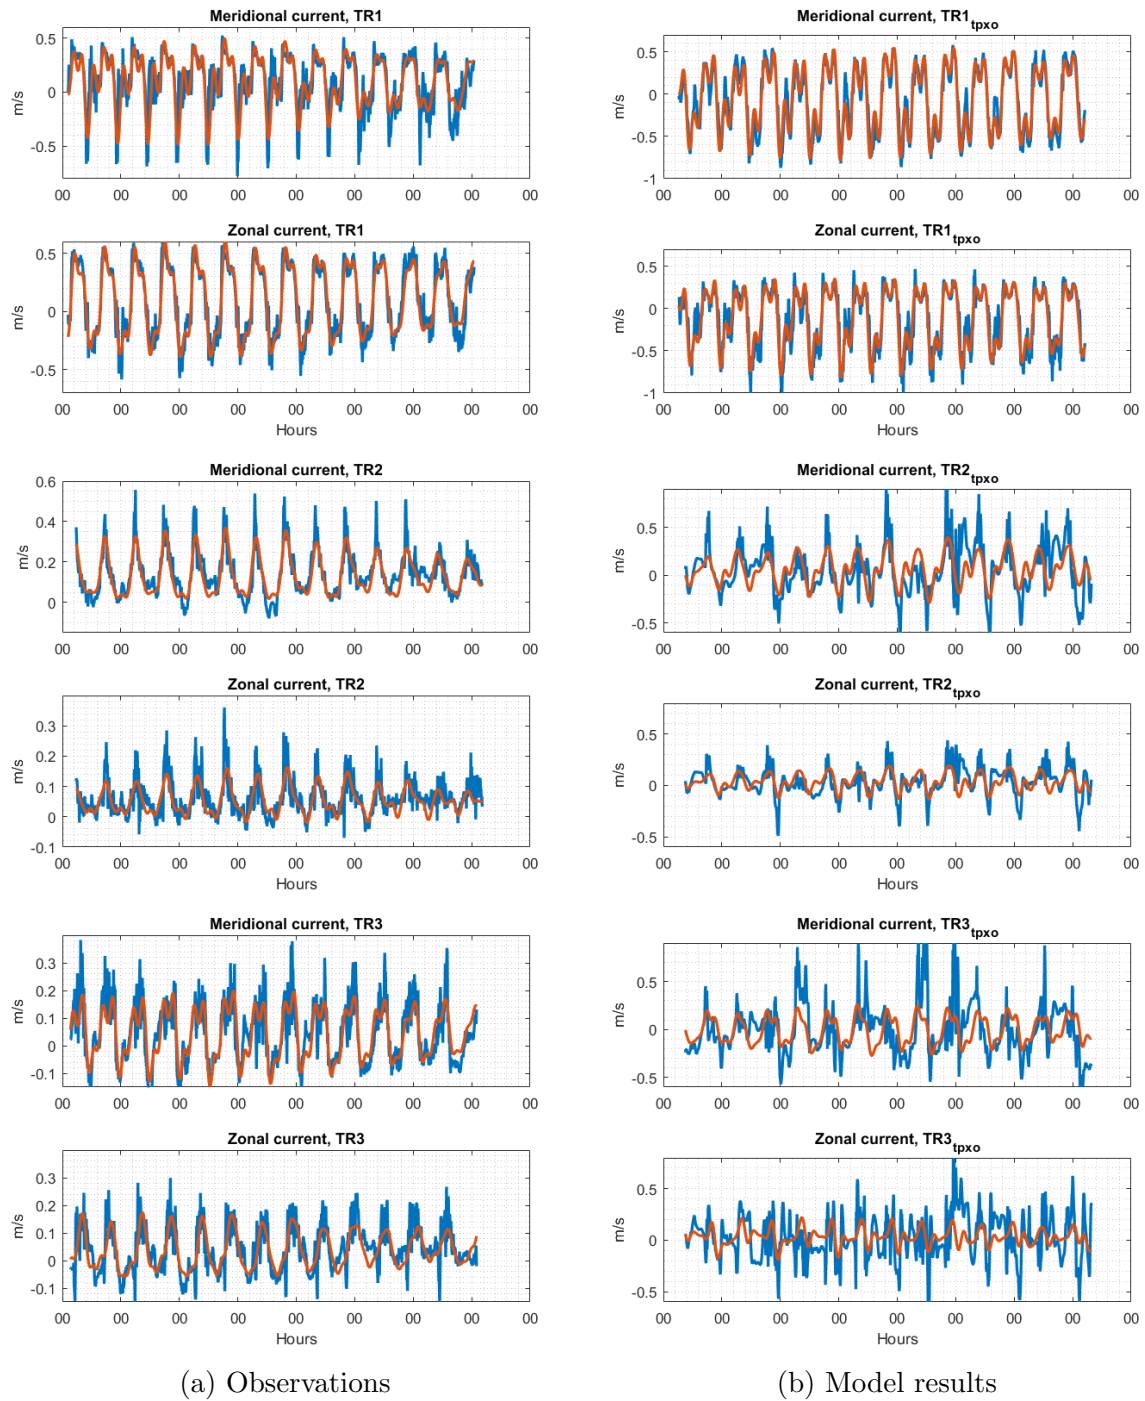 Meridional current, TR1
0.5
0
-0.5
m/s
00 00 00 00 00 00 00 00 00
Zonal current, TR1
0.5
0
-0.5
m/s
00 00 00 00 00 00 00 00 00
Hours
Meridional current, TR2
0.6
0.4
0.2
0
m/s
00 00 00 00 00 00 00 00 00
Zonal current, TR2
0.3
0.2
0.1
0
-0.1
m/s
00 00 00 00 00 00 00 00 00
Hours
Meridional current, TR3
0.3
0.2
0.1
0
-0.1
m/s
00 00 00 00 00 00 00 00 00
Zonal current, TR3
0.3
0.2
0.1
0
-0.1
m/s
00 00 00 00 00 00 00 00 00
Hours
(a) Observations
Meridional current, TR1tpxo
0.5
0
-0.5
-1
m/s
00 00 00 00 00 00 00 00 00
Zonal current, TR1tpxo
0.5
0
-0.5
-1
m/s
00 00 00 00 00 00 00 00 00
Hours
Meridional current, TR2tpxo
0.5
0
-0.5
m/s
00 00 00 00 00 00 00 00 00
Zonal current, TR2tpxo
0.5
0
-0.5
m/s
00 00 00 00 00 00 00 00 00
Hours
Meridional current, TR3tpxo
0.5
0
-0.5
m/s
00 00 00 00 00 00 00 00 00
Zonal current, TR3tpxo
0.5
0
-0.5
m/s
00 00 00 00 00 00 00 00 00
Hours
(b) Model results